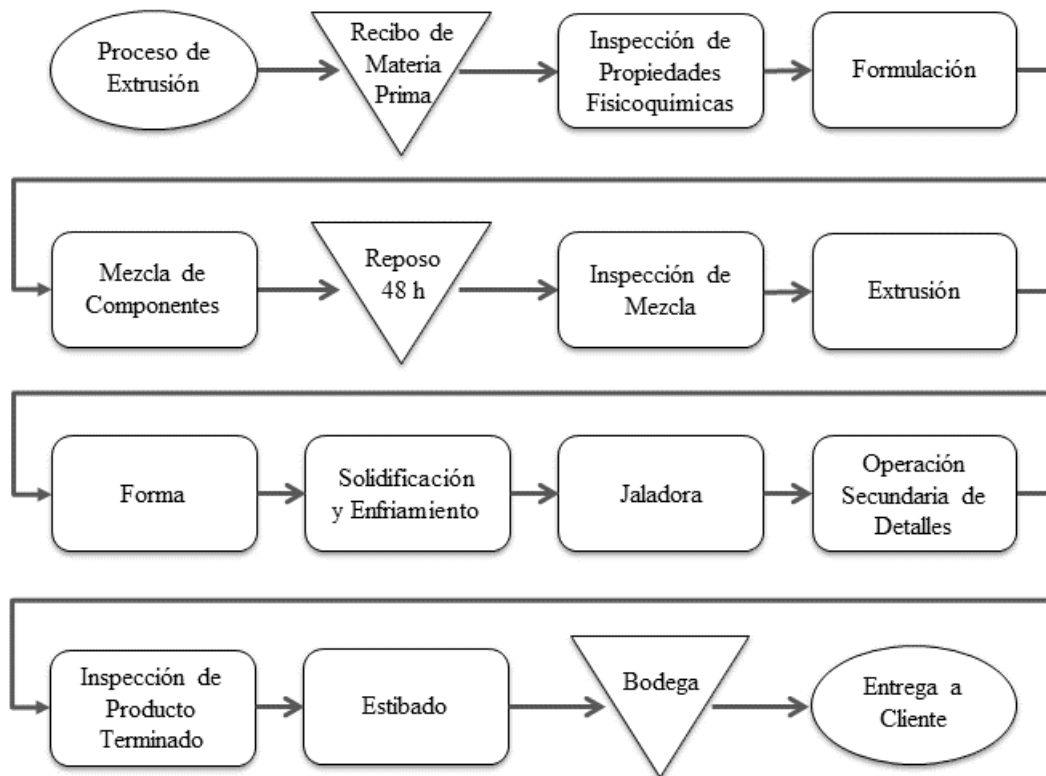 Proceso de
Extrusión
Recibo de
Materia
Prima
Inspección de
Propiedades
Fisicoquímicas
Formulación
Mezcla de
Componentes
Reposo
48 h
Inspección de
Mezcla
Extrusión
Forma
Solidificación
y Enfriamiento
Jaladora
Operación
Secundaria de
Detalles
Inspección de
Producto
Terminado
Estibado
Bodega
Entrega a
Cliente